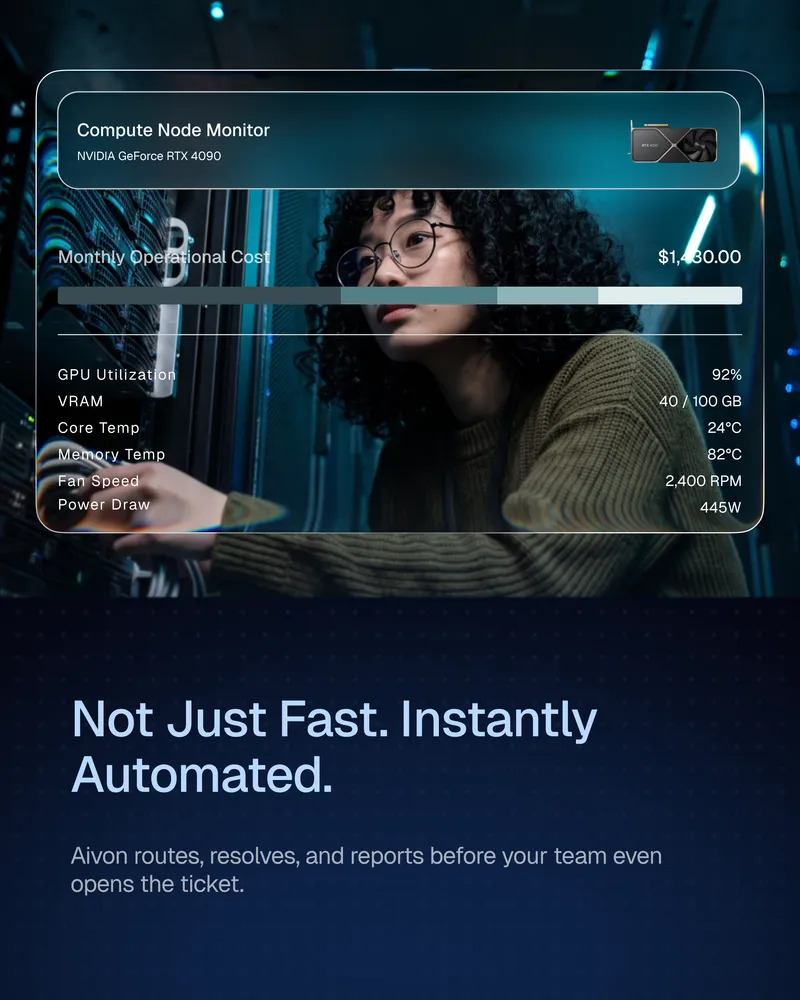 Compute Node Monitor
NVIDIA GeForce RTX 4090
Monthly Operational Cost $1,430.00
GPU Utilization 92%
VRAM 40 / 100 GB
Core Temp 24°C
Memory Temp 82°C
Fan Speed 2,400 RPM
Power Draw 445W
Not Just Fast. Instantly
Automated.
Aivon routes, resolves, and reports before your team even
opens the ticket.